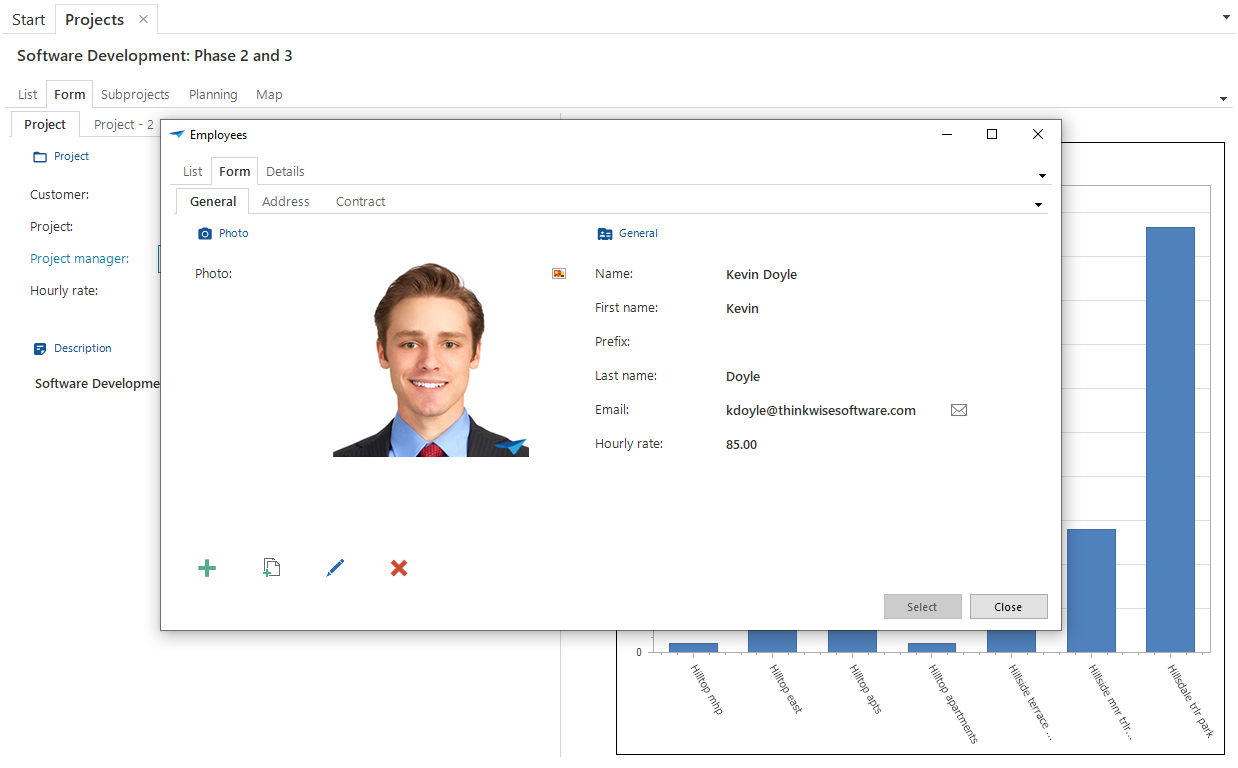 Start Projects
Software Development: Phase 2 and 3
List Form Subprojects Planning Map
Project Project - 2
Project
Customer:
Project:
Project manager:
Hourly rate:
Description
Software Developme
Employees
List Form Details
General Address Contract
Photo
Photo:
General
Name: Kevin Doyle
First name: Kevin
Prefix:
Last name: Doyle
Email: kdoyle@thinkwisesoftware.com
Hourly rate: 85.00
Select Close
0
Hilltop mhp
Hilltop east
Hilltop apts
Hilltop apartments
Hillside terrace ...
Hillside mnr trlr...
Hillsdale trlr park